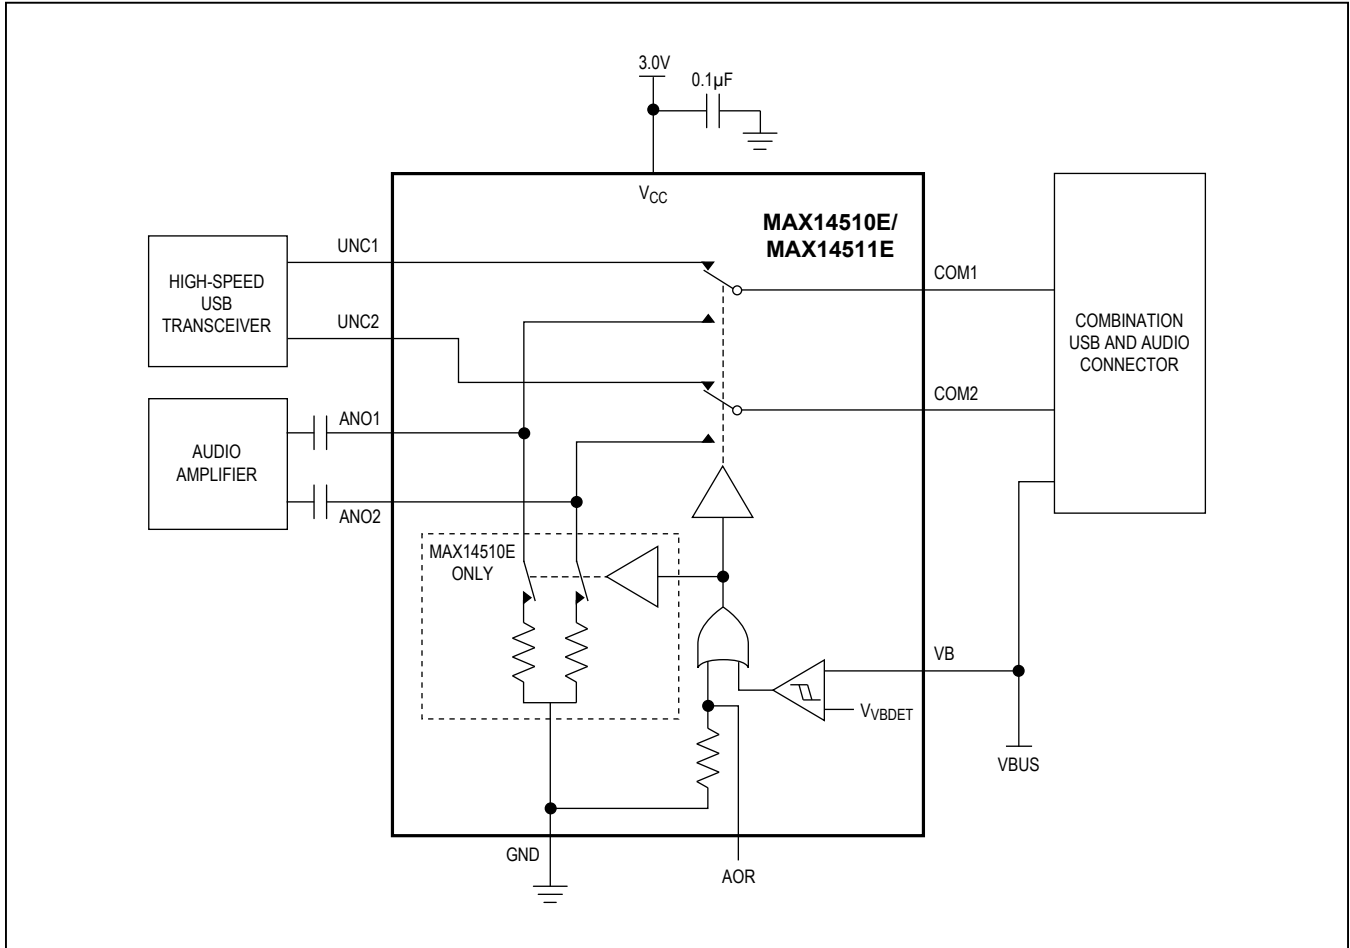 3.0V
0.1µF
VCC
MAX14510E/
MAX14511E
UNC1
COM1
HIGH-SPEED
USB
TRANSCEIVER
UNC2
COMBINATION
USB AND AUDIO
CONNECTOR
COM2
ANO1
AUDIO
AMPLIFIER
ANO2
MAX14510E
ONLY
VB
VVBDET
VBUS
GND
AOR